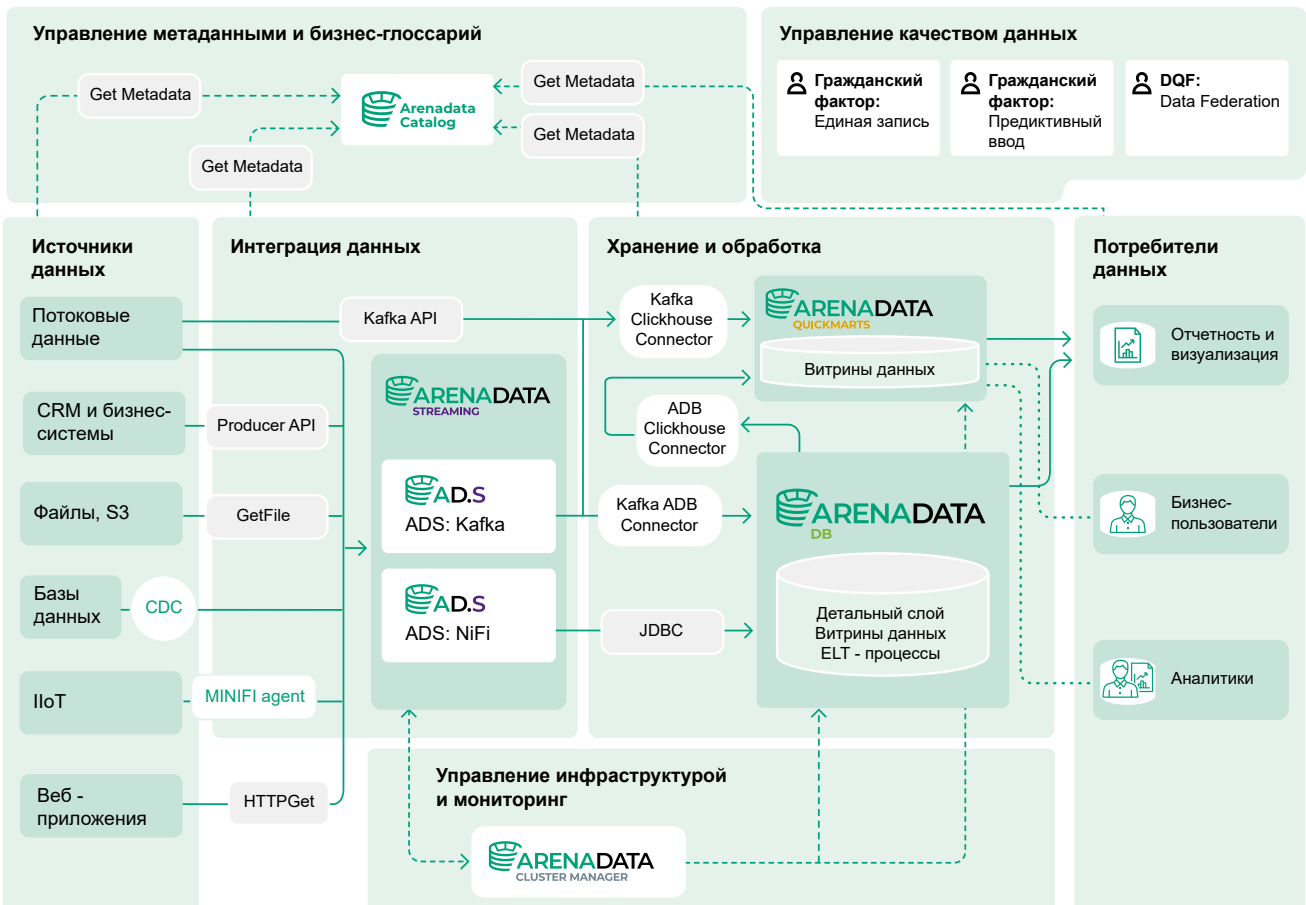 Управление метаданными и бизнес-глоссарий
Get Metadata
Arenadata
Catalog
Get Metadata
Get Metadata
Get Metadata
Управление качеством данных
Гражданский
фактор:
Единая запись
Гражданский
фактор:
Предиктивный
ввод
DQF:
Data Federation
Источники
данных
Потоковые
данные
CRM и бизнес-
системы
Файлы, S3
Базы
данных
CDC
IIoT
MINIFI agent
Веб -
приложения
HTTPGet
Интеграция данных
Kafka API
Producer API
GetFile
ARENADATA
STREAMING
AD.S
ADS: Kafka
AD.S
ADS: NiFi
Хранение и обработка
Kafka
Clickhouse
Connector
ARENADATA
QUICKMARTS
Витрины данных
ADB
Clickhouse
Connector
Kafka ADB
Connector
ARENADATA
DB
JDBC
Детальный слой
Витрины данных
ELT - процессы
Потребители
данных
Отчетность и
визуализация
Бизнес-
пользователи
Аналитики
Управление инфраструктурой
и мониторинг
ARENADATA
CLUSTER MANAGER